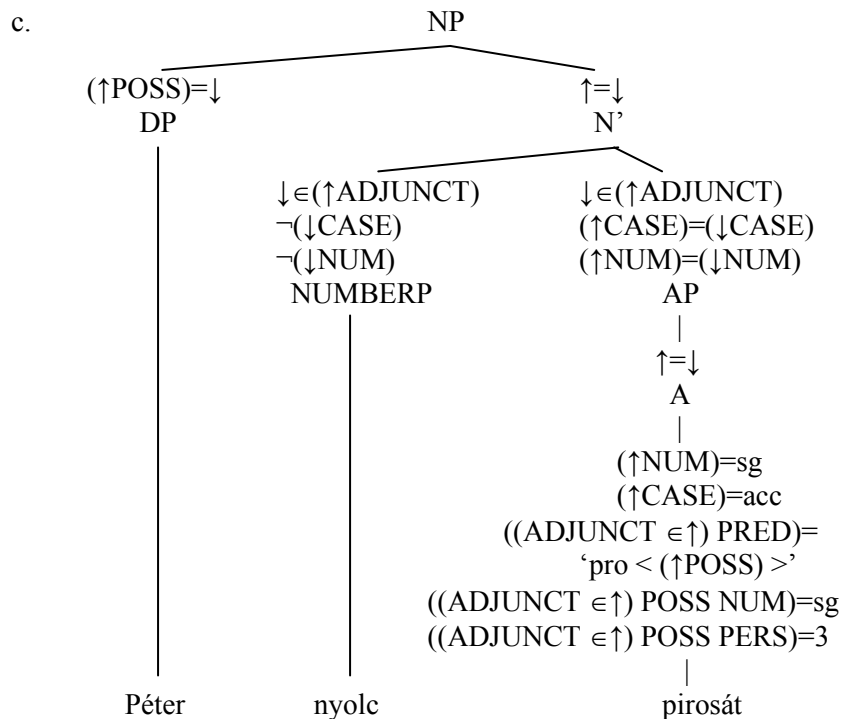 c. NP
(↑POSS)=↓ ↑=↓
DP N’
↓∈(↑ADJUNCT) ↓∈(↑ADJUNCT)
¬(↓CASE) (↑CASE)=(↓CASE)
¬(↓NUM) (↑NUM)=(↓NUM)
NUMBERP AP
↑=↓
A
(↑NUM)=sg
(↑CASE)=acc
((ADJUNCT ∈↑) PRED)=
‘pro < (↑POSS) >’
((ADJUNCT ∈↑) POSS NUM)=sg
((ADJUNCT ∈↑) POSS PERS)=3
Péter nyolc pirosát